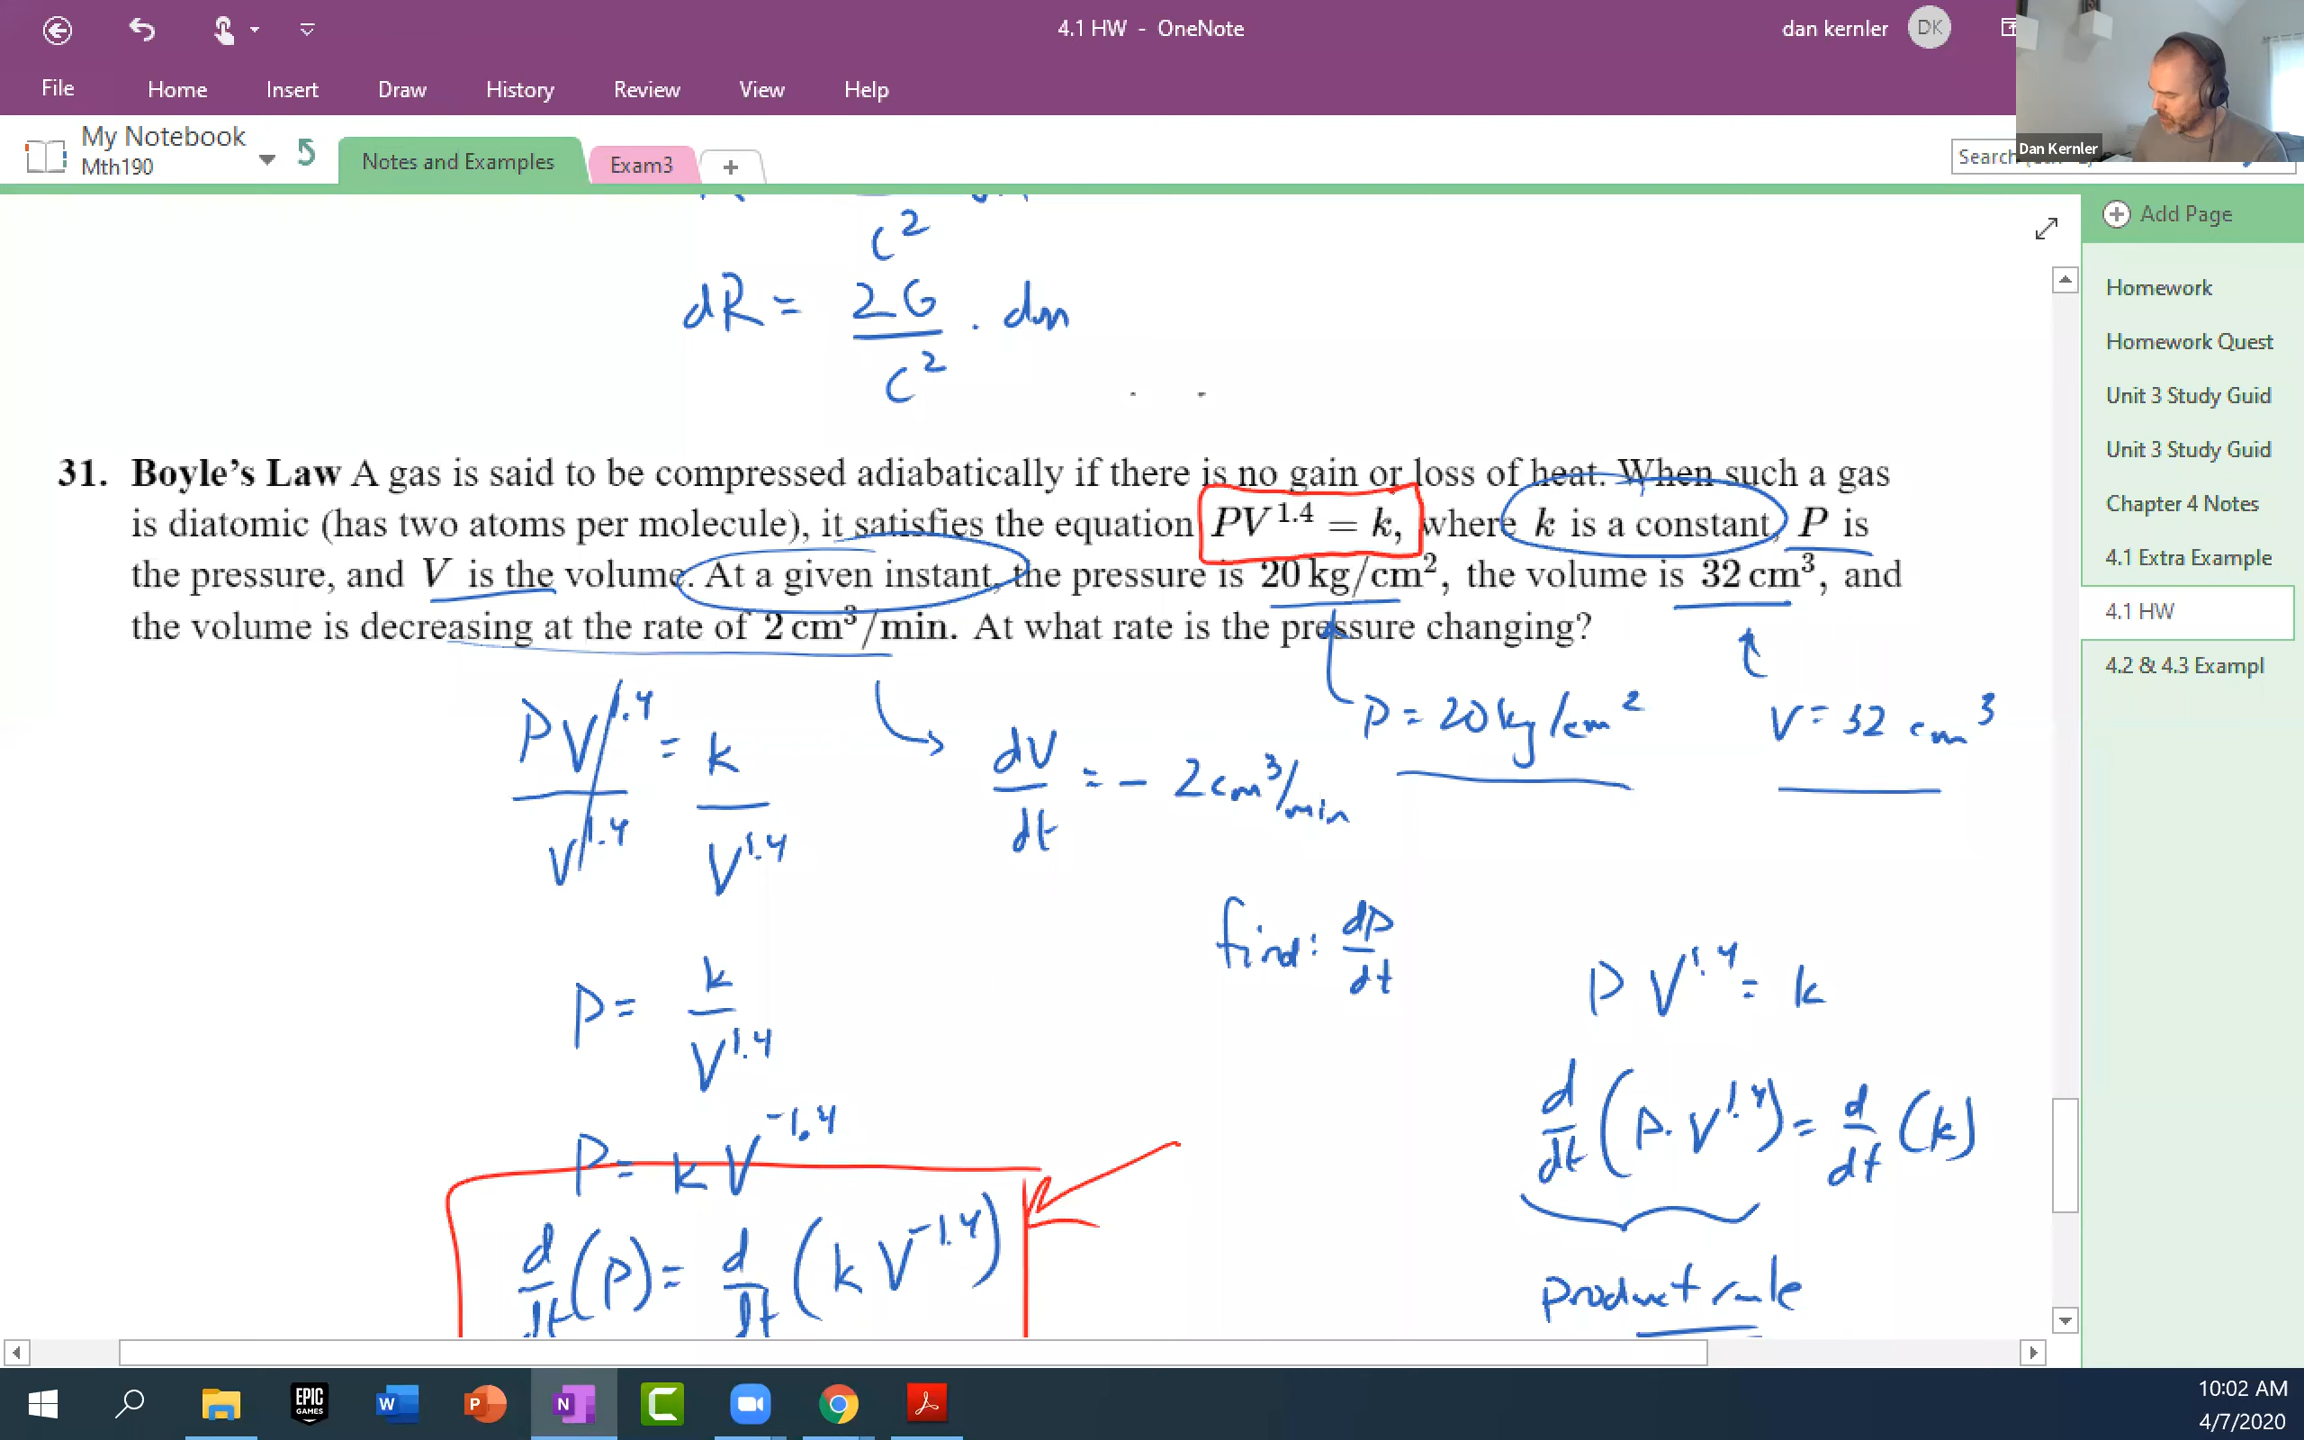 4.1 HW - OneNote
dan kernler DK
File Home Insert Draw History Review View Help
Dan Kernler
My Notebook
Mth190
Notes and Examples
Exam3
+
Search
Add Page
Homework
Homework Quest
Unit 3 Study Guid
Unit 3 Study Guid
Chapter 4 Notes
4.1 Extra Example
4.1 HW
4.2 & 4.3 Exampl
c²
dR = 2G/c² · dm
31. Boyle's Law A gas is said to be compressed adiabatically if there is no gain or loss of heat. When such a gas
is diatomic (has two atoms per molecule), it satisfies the equation PV^1.4 = k, where k is a constant, P is
the pressure, and V is the volume. At a given instant, the pressure is 20 kg/cm², the volume is 32 cm³, and
the volume is decreasing at the rate of 2 cm³/min. At what rate is the pressure changing?
PV^1.4/V^1.4 = k/V^1.4
dV/dt = - 2cm³/min
P = 20kg/cm²
V = 32 cm³
find: dP/dt
P = k/V^1.4
P = kV^-1.4
d/dt (P) = d/dt (kV^-1.4)
P V^1.4 = k
d/dt (P · V^1.4) = d/dt (k)
product rule
EPIC
GAMES
W
P
N
C
10:02 AM
4/7/2020